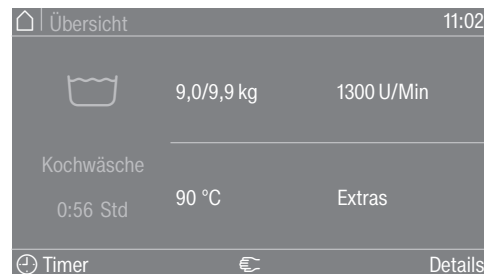 Übersicht 11:02
9,0/9,9 kg 1300 U/Min
Kochwäsche
0:56 Std
90 °C Extras
Timer Details